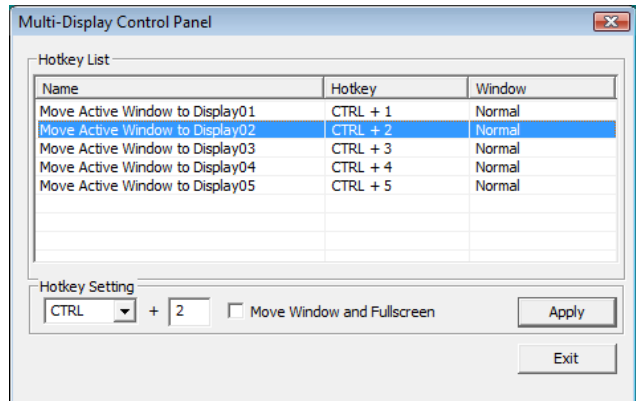 Multi-Display Control Panel
Hotkey List
Name Hotkey Window
Move Active Window to Display01 CTRL + 1 Normal
Move Active Window to Display02 CTRL + 2 Normal
Move Active Window to Display03 CTRL + 3 Normal
Move Active Window to Display04 CTRL + 4 Normal
Move Active Window to Display05 CTRL + 5 Normal
Hotkey Setting
CTRL + 2 Move Window and Fullscreen Apply
Exit